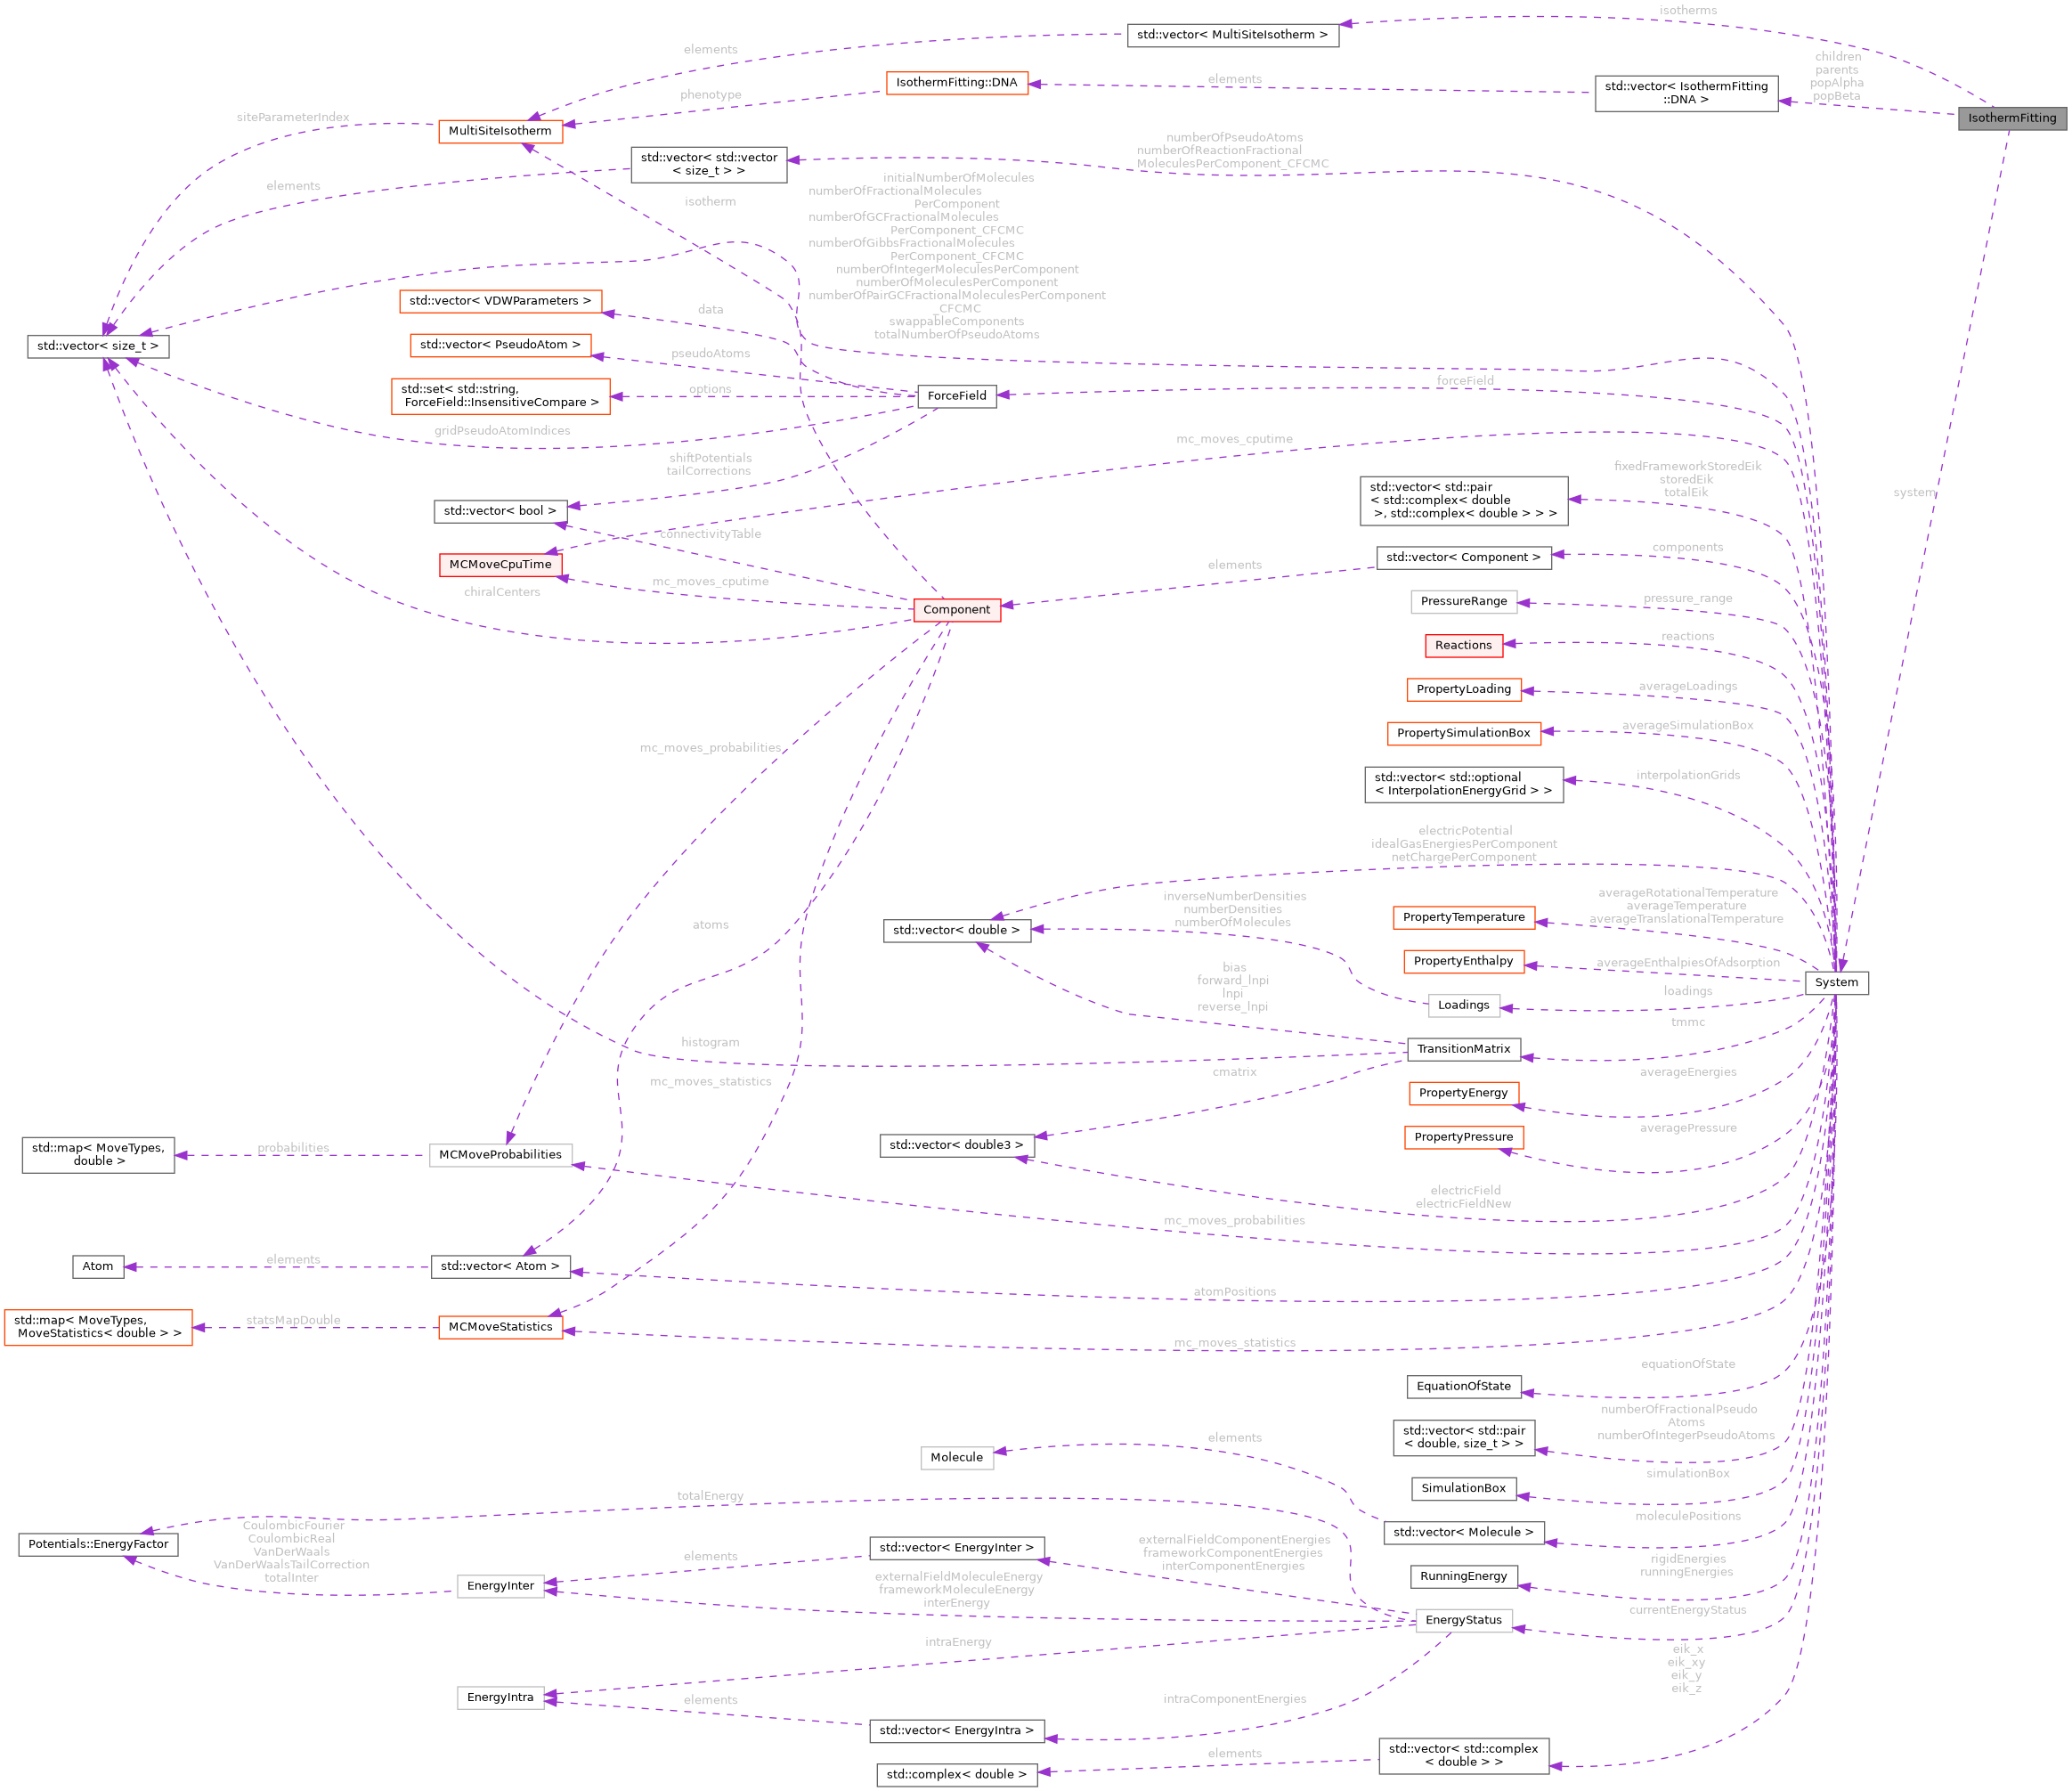 isotherms
std::vector< MultiSiteIsotherm >
elements
children
parents
popAlpha
popBeta
IsothermFitting::DNA
elements
std::vector< IsothermFitting
::DNA >
phenotype
IsothermFitting
siteParameterIndex
MultiSiteIsotherm
numberOfPseudoAtoms
numberOfReactionFractional
MoleculesPerComponent_CFCMC
std::vector< std::vector
< size_t > >
elements
isotherm
initialNumberOfMolecules
numberOfFractionalMolecules
PerComponent
numberOfGCFractionalMolecules
PerComponent_CFCMC
numberOfGibbsFractionalMolecules
PerComponent_CFCMC
numberOfIntegerMoleculesPerComponent
numberOfMoleculesPerComponent
numberOfPairGCFractionalMoleculesPerComponent
_CFCMC
swappableComponents
totalNumberOfPseudoAtoms
std::vector< VDWParameters >
data
std::vector< size_t >
std::vector< PseudoAtom >
pseudoAtoms
std::set< std::string,
ForceField::InsensitiveCompare >
options
ForceField
forceField
gridPseudoAtomIndices
mc_moves_cputime
shiftPotentials
tailCorrections
fixedFrameworkStoredEik
storedEik
totalEik
std::vector< std::pair
< std::complex< double
>, std::complex< double > > >
system
std::vector< bool >
connectivityTable
components
std::vector< Component >
elements
MCMoveCpuTime
mc_moves_cputime
chiralCenters
Component
PressureRange
pressure_range
Reactions
reactions
PropertyLoading
averageLoadings
PropertySimulationBox
averageSimulationBox
mc_moves_probabilities
std::vector< std::optional
< InterpolationEnergyGrid > >
interpolationGrids
electricPotential
idealGasEnergiesPerComponent
netChargePerComponent
inverseNumberDensities
numberDensities
numberOfMolecules
averageRotationalTemperature
averageTemperature
averageTranslationalTemperature
std::vector< double >
PropertyTemperature
atoms
PropertyEnthalpy
averageEnthalpiesOfAdsorption
bias
forward_lnpi
lnpi
reverse_lnpi
System
Loadings
loadings
tmmc
histogram
TransitionMatrix
cmatrix
mc_moves_statistics
PropertyEnergy
averageEnergies
PropertyPressure
averagePressure
std::vector< double3 >
std::map< MoveTypes,
double >
probabilities
MCMoveProbabilities
electricField
electricFieldNew
mc_moves_probabilities
Atom
elements
std::vector< Atom >
atomPositions
std::map< MoveTypes,
MoveStatistics< double > >
statsMapDouble
MCMoveStatistics
mc_moves_statistics
equationOfState
EquationOfState
numberOfFractionalPseudo
Atoms
numberOfIntegerPseudoAtoms
std::vector< std::pair
< double, size_t > >
Molecule
elements
simulationBox
SimulationBox
totalEnergy
moleculePositions
std::vector< Molecule >
Potentials::EnergyFactor
CoulombicFourier
CoulombicReal
VanDerWaals
VanDerWaalsTailCorrection
totalInter
std::vector< EnergyInter >
elements
externalFieldComponentEnergies
frameworkComponentEnergies
interComponentEnergies
rigidEnergies
runningEnergies
RunningEnergy
EnergyInter
externalFieldMoleculeEnergy
frameworkMoleculeEnergy
interEnergy
currentEnergyStatus
EnergyStatus
intraEnergy
eik_x
eik_xy
eik_y
eik_z
EnergyIntra
elements
intraComponentEnergies
std::vector< EnergyIntra >
std::vector< std::complex
< double > >
elements
std::complex< double >